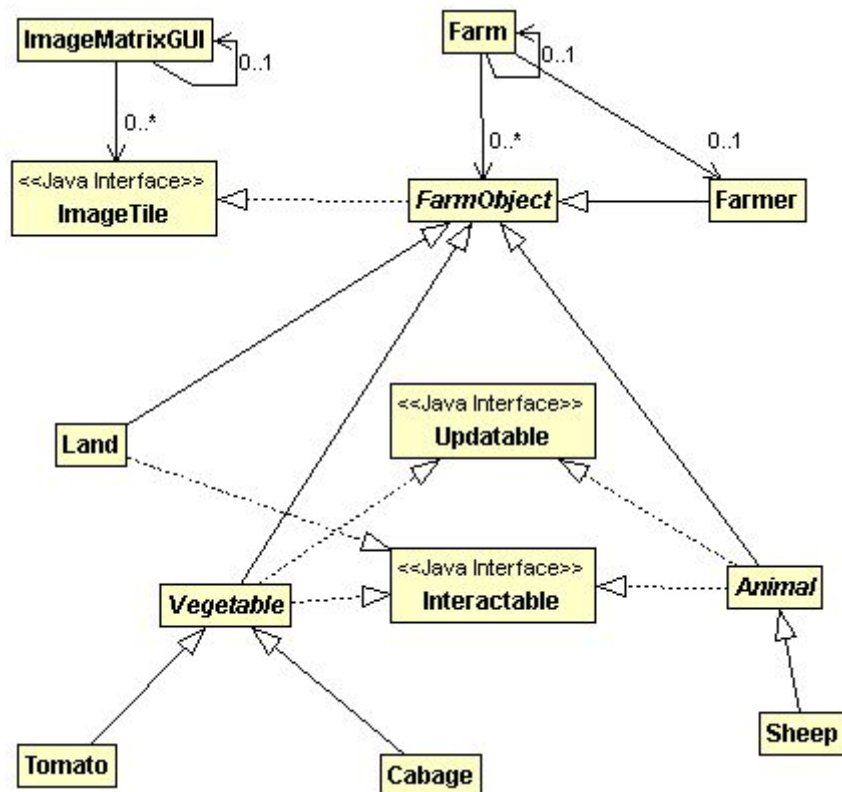 ImageMatrixGUI
0..1
0..*
Farm
0..1
0..*
0..1
<<Java Interface>>
ImageTile
FarmObject
Farmer
Land
<<Java Interface>>
Updatable
<<Java Interface>>
Interactable
Vegetable
Animal
Tomato
Cabage
Sheep